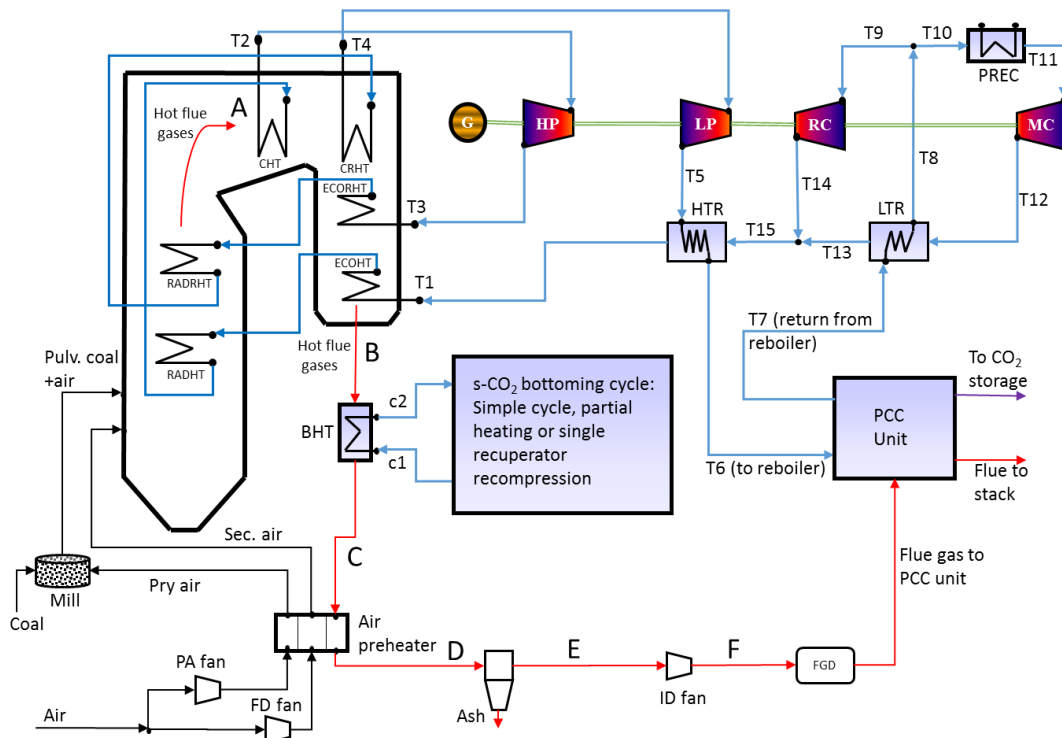 T2
T4
T9
T10
PREC
T11
Hot flue
gases
A
CHT
CRHT
G
HP
LP
RC
MC
ECORHT
T3
T5
T14
T8
T12
HTR
LTR
T15
T13
RADRHT
ECOHT
T1
RADHT
Hot flue
gases
B
T7 (return from
reboiler)
Pulv. coal
+air
To CO₂
storage
c2
BHT
c1
s-CO₂ bottoming cycle:
Simple cycle, partial
heating or single
recuperator
recompression
PCC
Unit
T6 (to reboiler)
Flue to
stack
Sec. air
C
Flue gas to
PCC unit
Pry air
Coal
Mill
Air
preheater
D
E
F
FGD
PA fan
FD fan
ID fan
Air
Ash